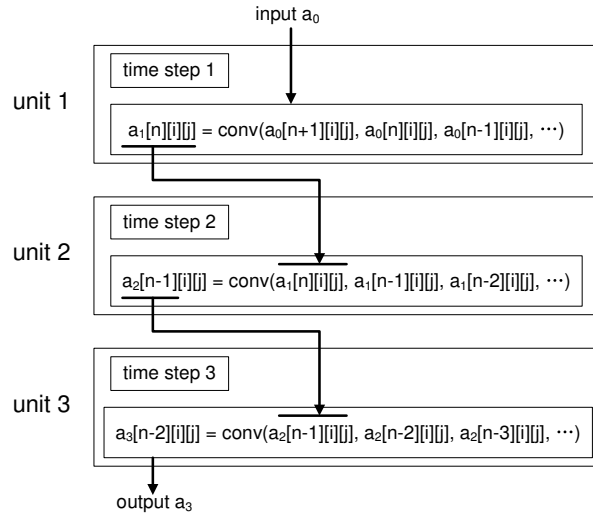 input a₀
unit 1
time step 1
a₁[n][i][j] = conv(a₀[n+1][i][j], a₀[n][i][j], a₀[n-1][i][j], ⋯)
unit 2
time step 2
a₂[n-1][i][j] = conv(a₁[n][i][j], a₁[n-1][i][j], a₁[n-2][i][j], ⋯)
unit 3
time step 3
a₃[n-2][i][j] = conv(a₂[n-1][i][j], a₂[n-2][i][j], a₂[n-3][i][j], ⋯)
output a₃